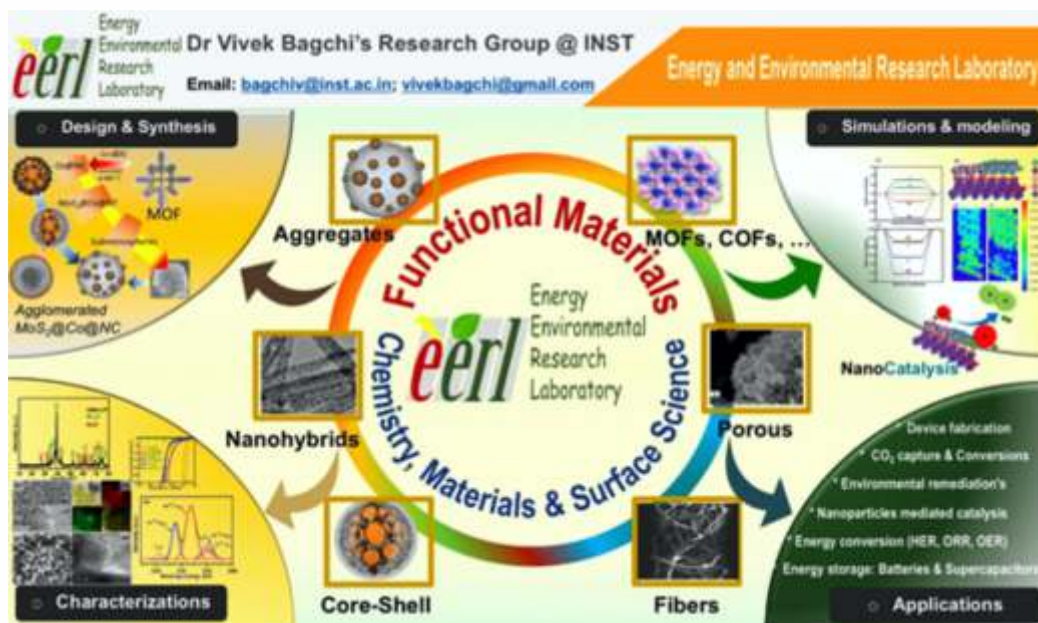 eerl
Energy
Environmental
Research
Laboratory
Dr Vivek Bagchi's Research Group @ INST
Email: bagchiv@inst.ac.in; vivekbagchi@gmail.com
Energy and Environmental Research Laboratory
Design & Synthesis
MOF
Agglomerated
MoS₂@Co@NC
Simulations & modeling
NanoCatalysis
Aggregates
MOFs, COFs, ...
Functional Materials
eerl
Energy
Environmental
Research
Laboratory
Chemistry, Materials & Surface Science
Nanohybrids
Porous
Core-Shell
Fibers
Characterizations
* Device fabrication
* CO₂ capture & Conversions
* Environmental remediation's
* Nanoparticles mediated catalysis
* Energy conversion (HER, ORR, OER)
Energy storage: Batteries & Supercapacitors
Applications